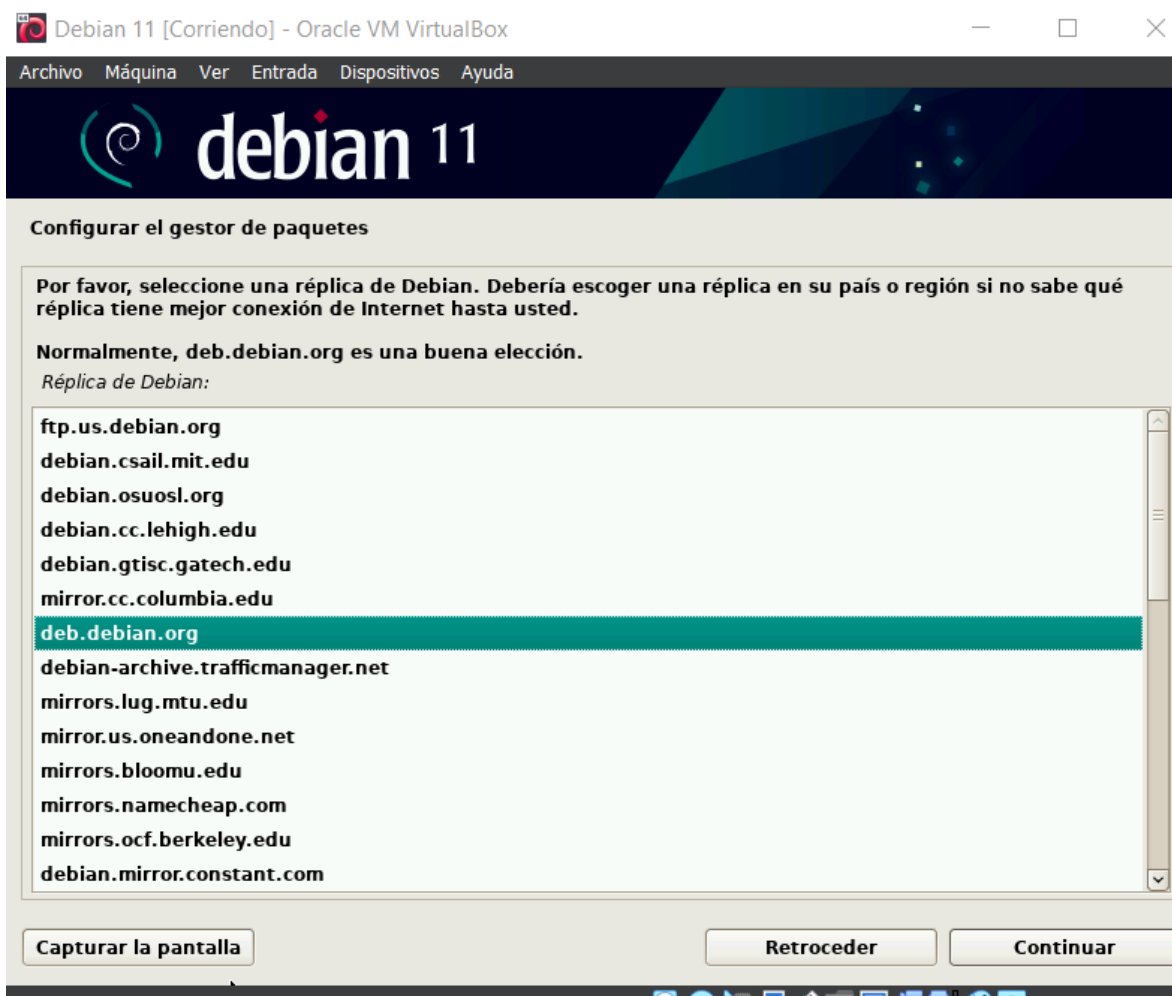 Debian 11 [Corriendo] - Oracle VM VirtualBox
Archivo Máquina Ver Entrada Dispositivos Ayuda
debian 11
Configurar el gestor de paquetes
Por favor, seleccione una réplica de Debian. Debería escoger una réplica en su país o región si no sabe qué
réplica tiene mejor conexión de Internet hasta usted.
Normalmente, deb.debian.org es una buena elección.
Réplica de Debian:
ftp.us.debian.org
debian.csail.mit.edu
debian.osuosl.org
debian.cc.lehigh.edu
debian.gtisc.gatech.edu
mirror.cc.columbia.edu
deb.debian.org
debian-archive.trafficmanager.net
mirrors.lug.mtu.edu
mirror.us.oneandone.net
mirrors.bloomu.edu
mirrors.namecheap.com
mirrors.ocf.berkeley.edu
debian.mirror.constant.com
Capturar la pantalla Retroceder Continuar